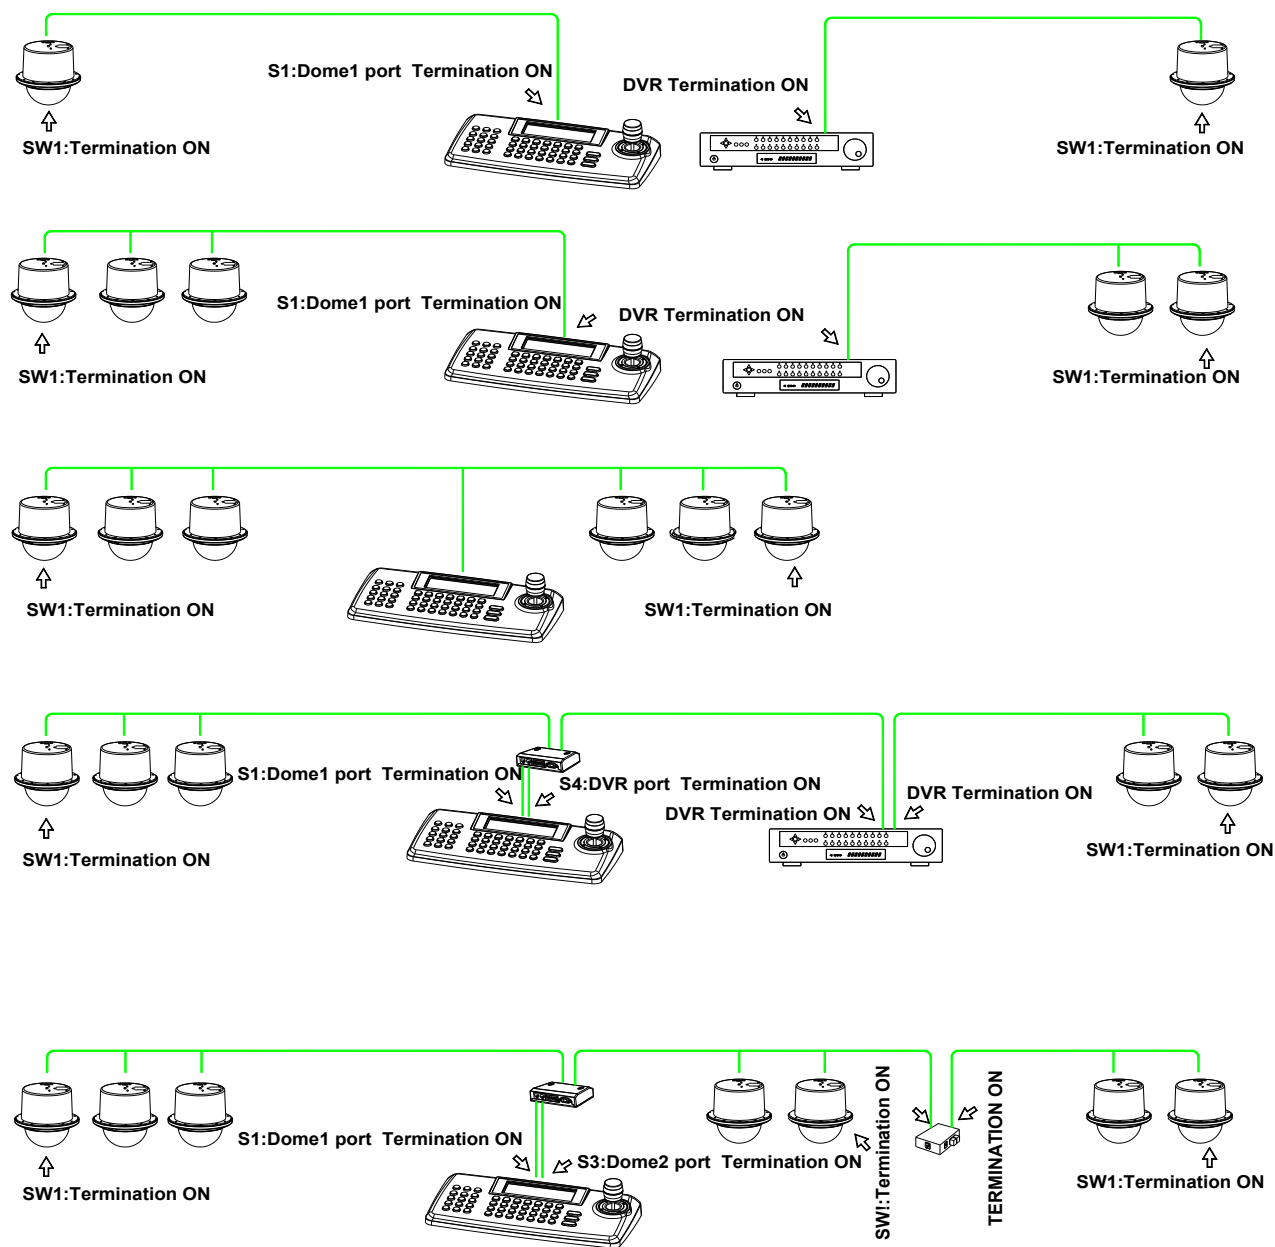 S1:Dome1 port Termination ON
DVR Termination ON
SW1:Termination ON
SW1:Termination ON
S1:Dome1 port Termination ON
DVR Termination ON
SW1:Termination ON
SW1:Termination ON
SW1:Termination ON
SW1:Termination ON
S1:Dome1 port Termination ON
S4:DVR port Termination ON
DVR Termination ON
DVR Termination ON
SW1:Termination ON
SW1:Termination ON
S1:Dome1 port Termination ON
S3:Dome2 port Termination ON
SW!:Termination ON
TERMINATION ON
SW1:Termination ON
SW1:Termination ON